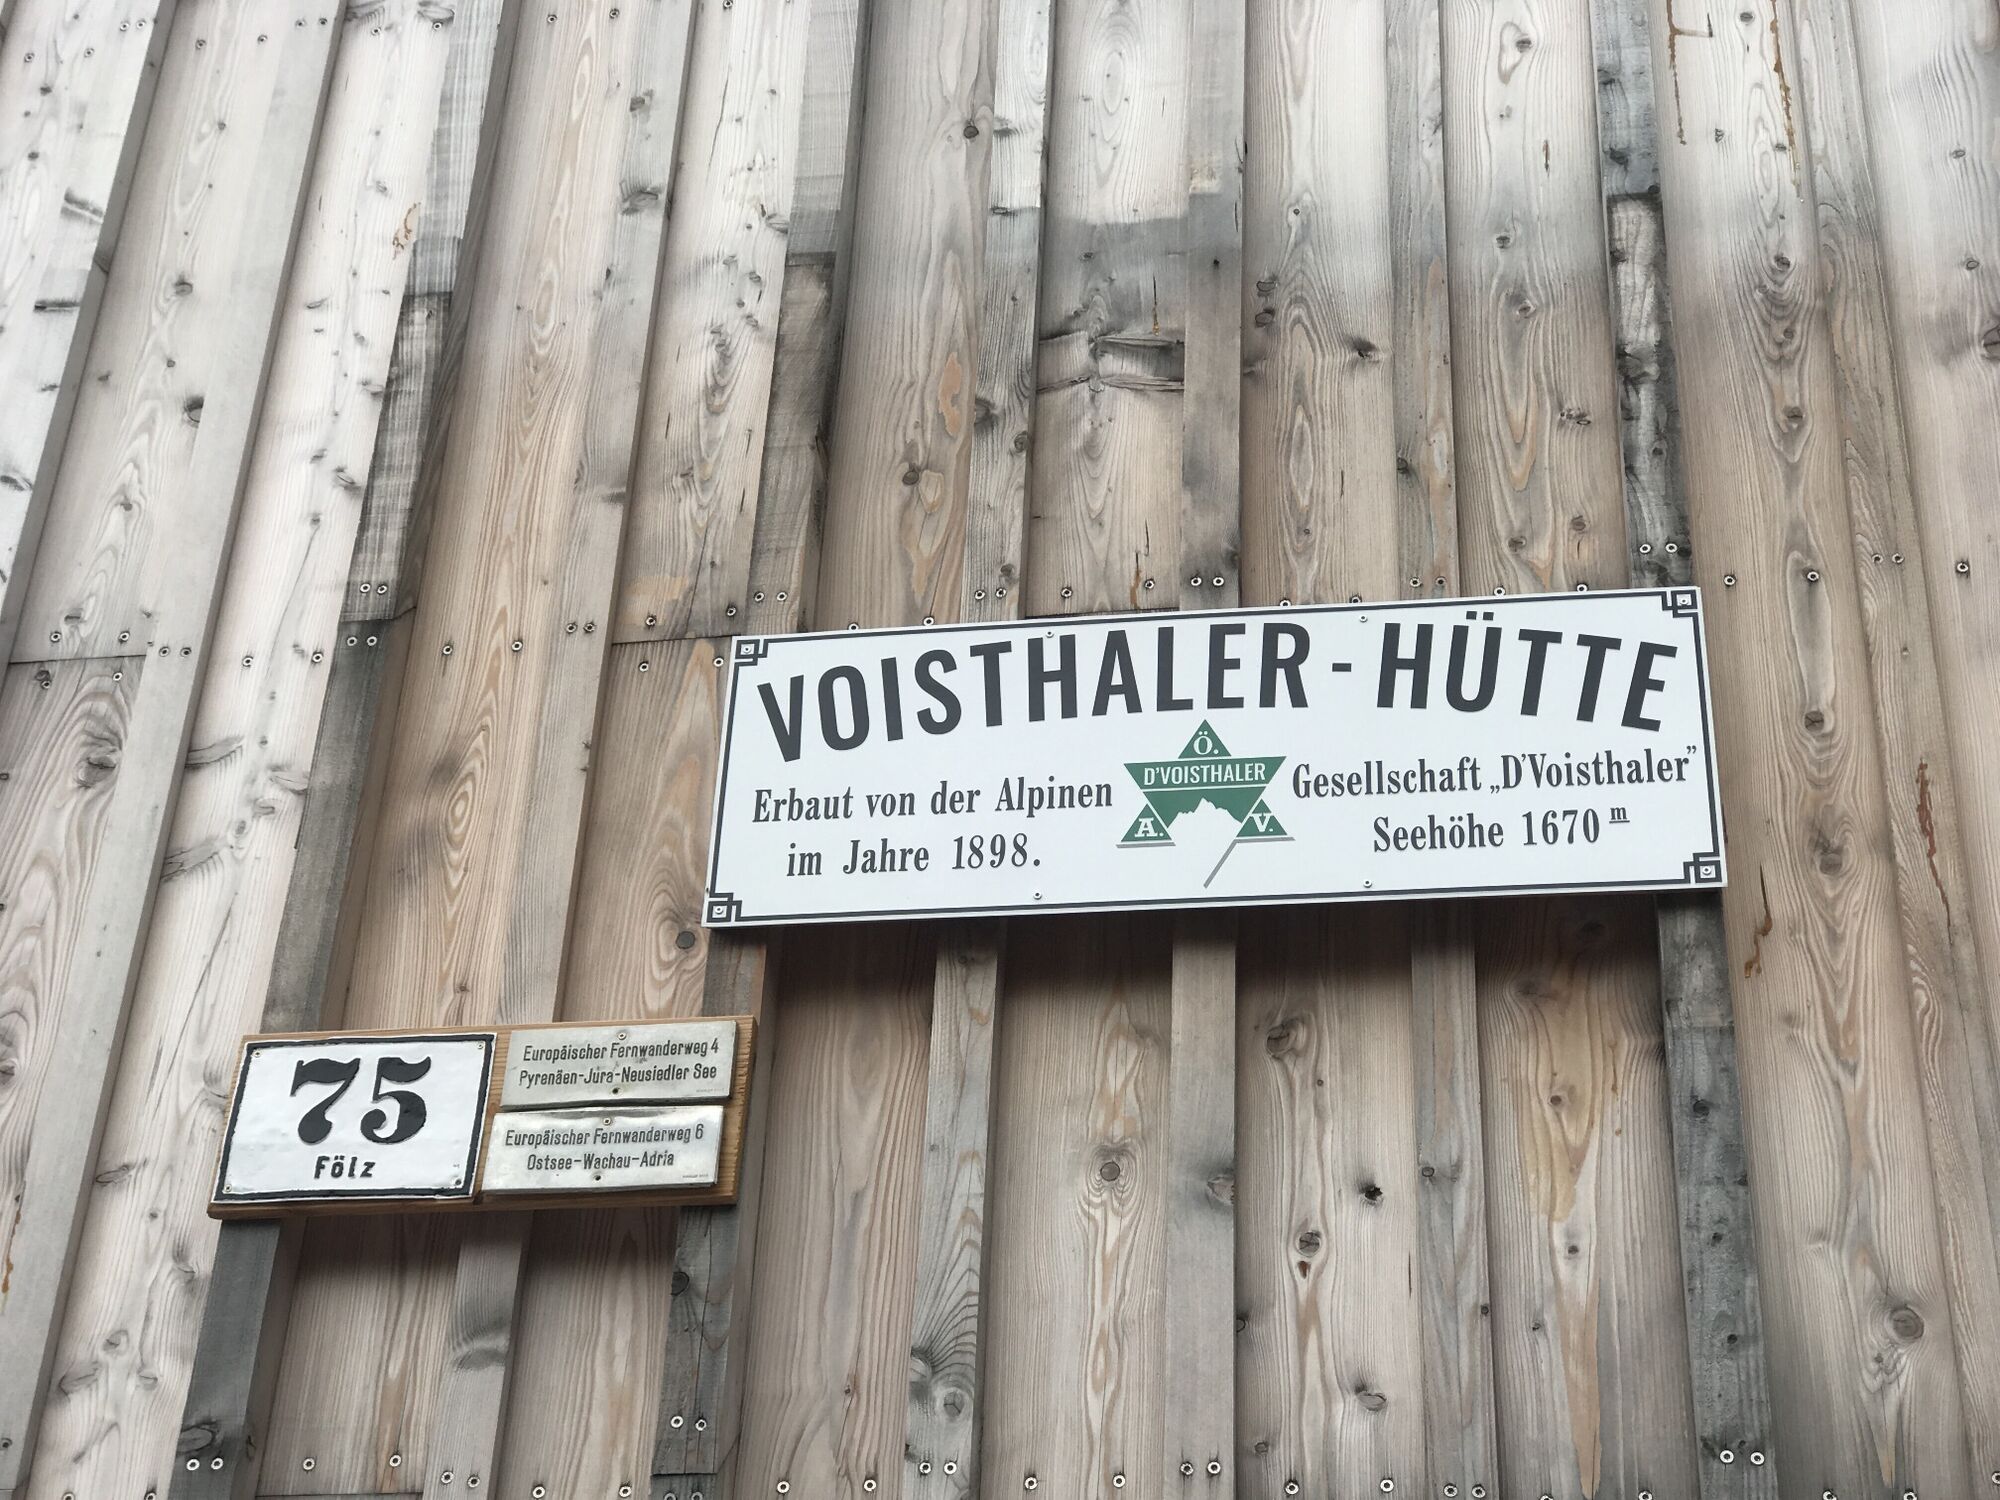 VOISTHALER-HÜTTE
Erbaut von der Alpinen Gesellschaft „D'Voisthaler”
im Jahre 1898. Seehöhe 1670 m
Ö.
D'VOISTHALER
A. V.
75
Fölz
Europäischer Fernwanderweg 4
Pyrenäen-Jura-Neusiedler See
Europäischer Fernwanderweg 6
Ostsee-Wachau-Adria